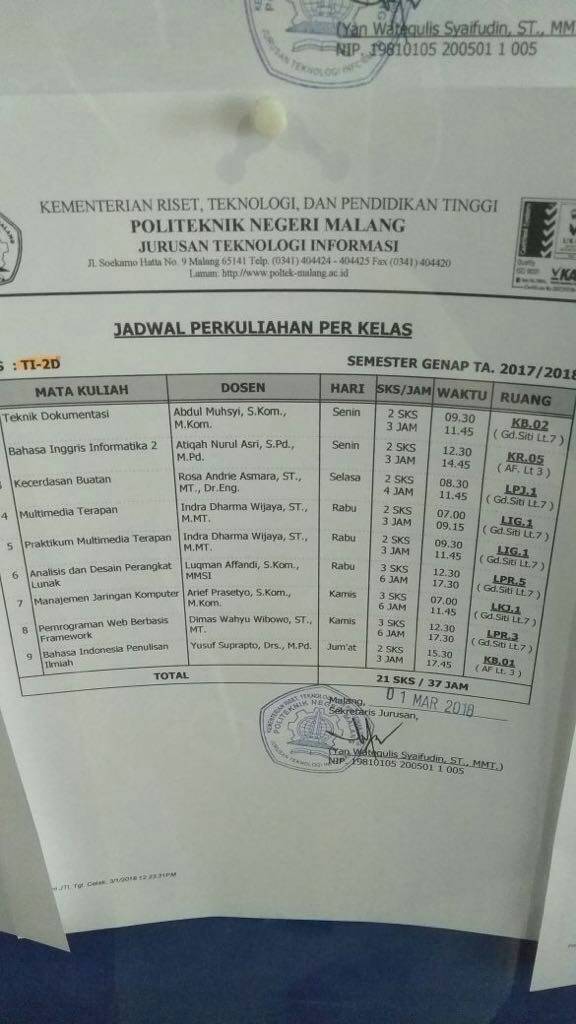 (Yan Watequlis Syaifudin, ST., MMT
NIP. 19810105 200501 1 005
JURUSAN TEKNOLOGI
KEMENTERIAN RISET, TEKNOLOGI, DAN PENDIDIKAN TINGGI
POLITEKNIK NEGERI MALANG
JURUSAN TEKNOLOGI INFORMASI
Jl. Soekarno Hatta No. 9 Malang 65141 Telp. (0341) 404424 - 404425 Fax (0341) 404420
Laman: http://www.poltek-malang.ac.id
JADWAL PERKULIAHAN PER KELAS
S : TI-2D SEMESTER GENAP TA. 2017/2018
MATA KULIAH DOSEN HARI SKS/JAM WAKTU RUANG
Teknik Dokumentasi Abdul Muhsyi, S.Kom., M.Kom. Senin 2 SKS 3 JAM 09.30 11.45 KB.02 ( Gd.Siti Lt.7 )
Bahasa Inggris Informatika 2 Atiqah Nurul Asri, S.Pd., M.Pd. Senin 2 SKS 3 JAM 12.30 14.45 KR.05 ( AF. Lt 3 )
3 Kecerdasan Buatan Rosa Andrie Asmara, ST., MT., Dr.Eng. Selasa 2 SKS 4 JAM 08.30 11.45 LPJ.1 ( Gd.Siti Lt.7 )
4 Multimedia Terapan Indra Dharma Wijaya, ST., M.MT. Rabu 2 SKS 3 JAM 07.00 09.15 LIG.1 ( Gd.Siti Lt.7 )
5 Praktikum Multimedia Terapan Indra Dharma Wijaya, ST., M.MT. Rabu 2 SKS 3 JAM 09.30 11.45 LIG.1 ( Gd.Siti Lt.7 )
6 Analisis dan Desain Perangkat Lunak Luqman Affandi, S.Kom., MMSI Rabu 3 SKS 6 JAM 12.30 17.30 LPR.5 ( Gd.Siti Lt.7 )
7 Manajemen Jaringan Komputer Arief Prasetyo, S.Kom., M.Kom. Kamis 3 SKS 6 JAM 07.00 11.45 LKJ.1 ( Gd.Siti Lt.7 )
8 Pemrograman Web Berbasis Framework Dimas Wahyu Wibowo, ST., MT. Kamis 3 SKS 6 JAM 12.30 17.30 LPR.3 ( Gd.Siti Lt.7 )
9 Bahasa Indonesia Penulisan Ilmiah Yusuf Suprapto, Drs., M.Pd. Jum'at 2 SKS 3 JAM 15.30 17.45 KB.01 ( AF Lt. 3 )
TOTAL 21 SKS / 37 JAM
Malang, 01 MAR 2018
Sekretaris Jurusan,
(Yan Watequlis Syaifudin, ST., MMT.)
NIP. 19810105 200501 1 005
JTI, Tgl. Cetak, 3/1/2018 12:23:31PM